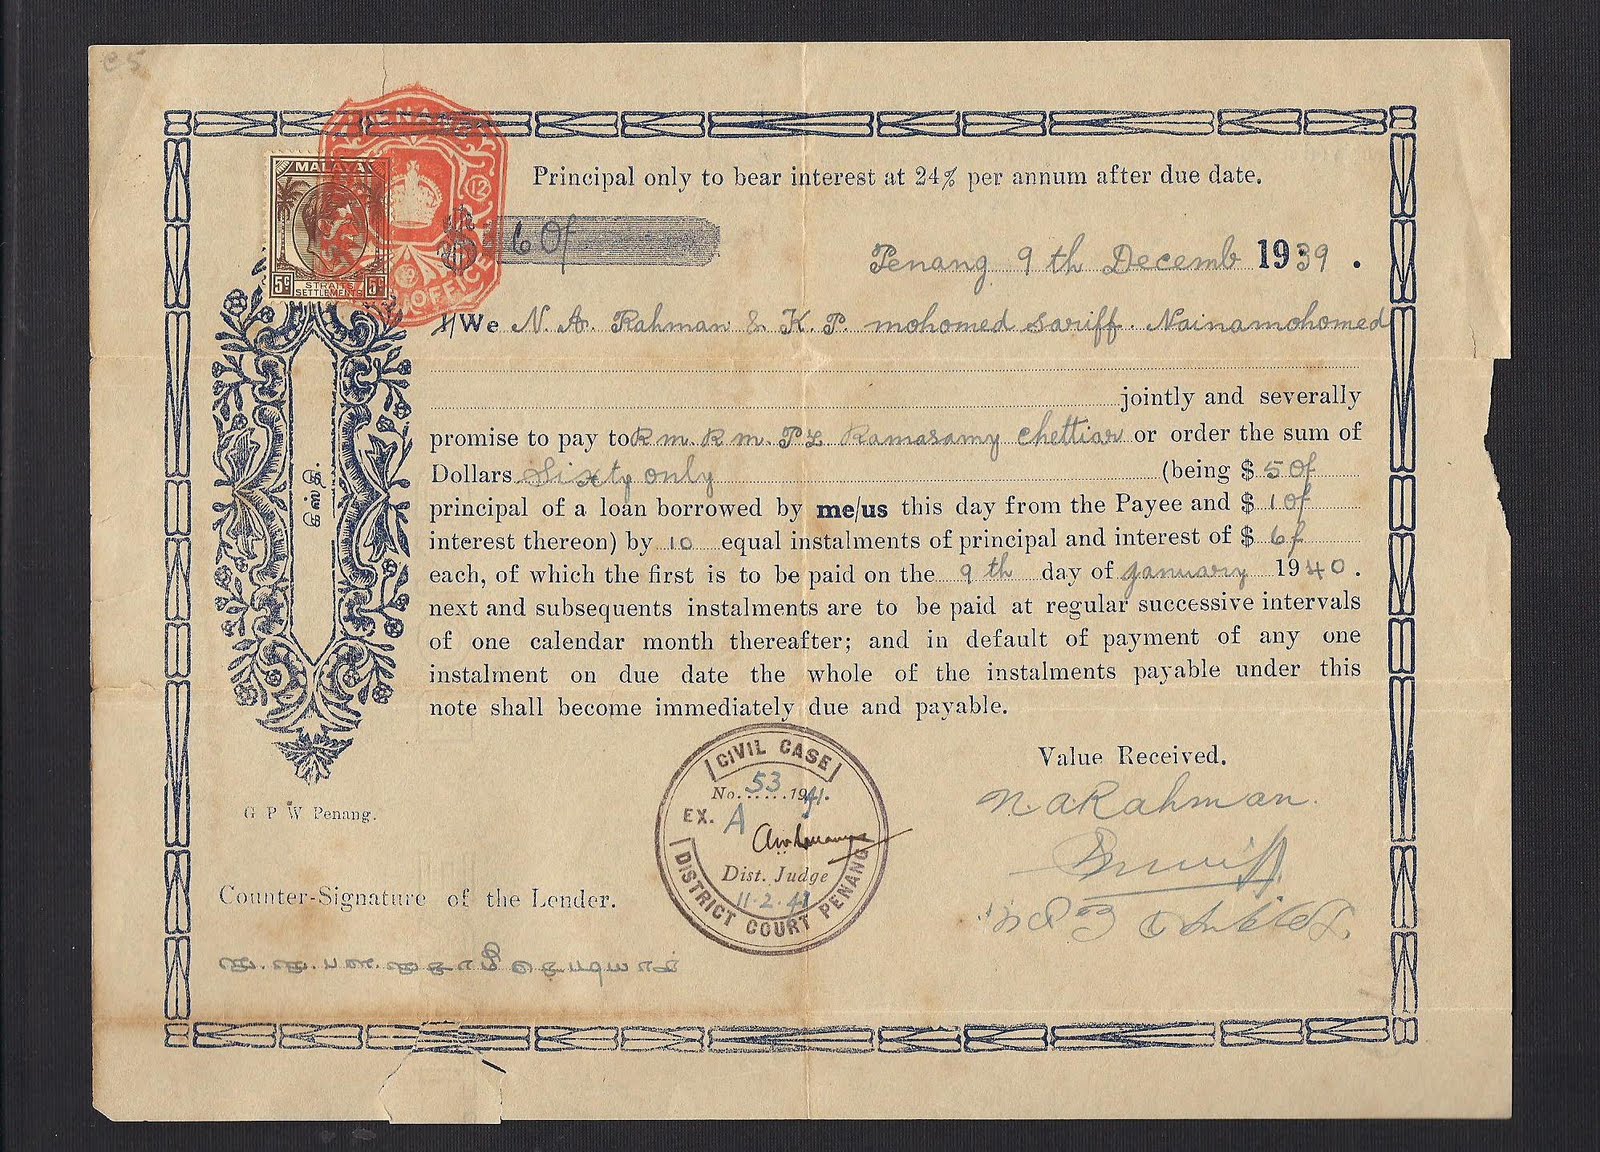 e5
PENANG
12
OFFICE
MALAYA
5c STRAITS SETTLEMENTS 5c
Principal only to bear interest at 24% per annum after due date.
60/
Penang 9th Decemb 1939.
I/We N. A. Rahman & K. P. mohomed sariff. Nainamohomed
jointly and severally
promise to pay to R m. R m. P L Ramasamy chettiar or order the sum of
Dollars Sixty only (being $ 50/
principal of a loan borrowed by me/us this day from the Payee and $ 10/
interest thereon) by 10 equal instalments of principal and interest of $ 6/
each, of which the first is to be paid on the 9th day of january 1940.
next and subsequents instalments are to be paid at regular successive intervals
of one calendar month thereafter; and in default of payment of any one
instalment on due date the whole of the instalments payable under this
note shall become immediately due and payable.
Value Received.
N. A Rahman.
கிஸ்தி.
G P W Penang.
CIVIL CASE
No. 53 1941.
EX. A
Dist. Judge
11-2-41
DISTRICT COURT PENANG
Counter-Signature of the Lender.